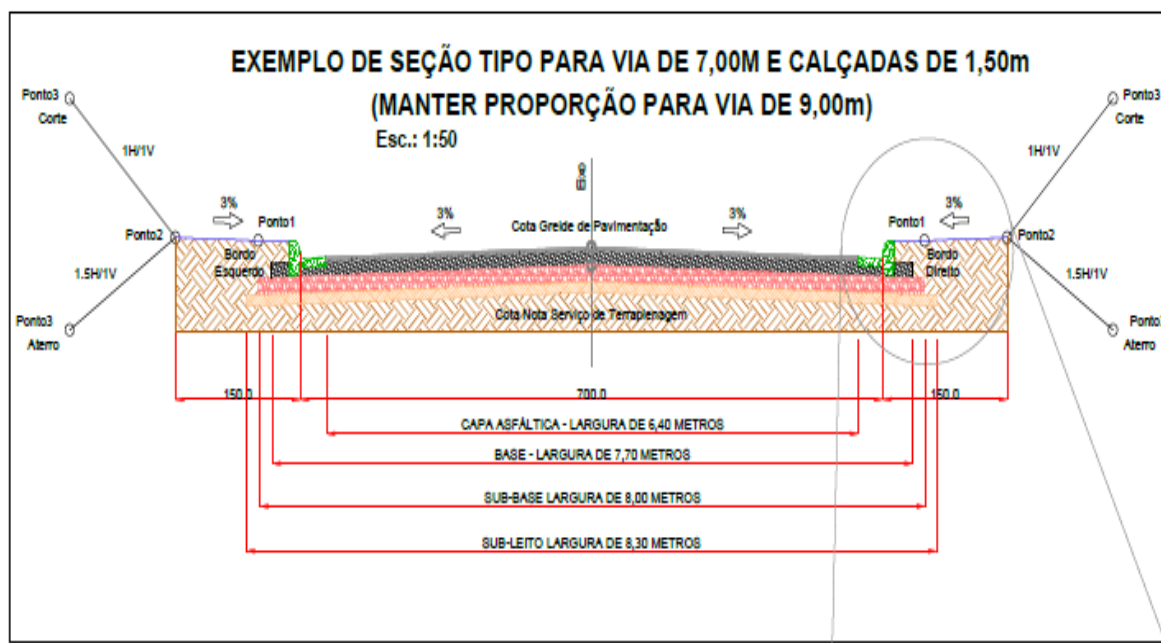 EXEMPLO DE SEÇÃO TIPO PARA VIA DE 7,00M E CALÇADAS DE 1,50m
(MANTER PROPORÇÃO PARA VIA DE 9,00m)
Esc.: 1:50
Ponto3
Corte
Ponto3
Corte
1H/1V
1H/1V
Eixo
3%
3%
3%
3%
Ponto1
Cota Greide de Pavimentação
Ponto1
Ponto2
Ponto2
Bordo
Esquerdo
Bordo
Direito
1.5H/1V
1.5H/1V
Cota Nota Serviço de Terraplenagem
Ponto3
Aterro
Ponto
Aterro
150.0
700.0
150.0
CAPA ASFÁLTICA - LARGURA DE 6,40 METROS
BASE - LARGURA DE 7,70 METROS
SUB-BASE LARGURA DE 8,00 METROS
SUB-LEITO LARGURA DE 8,30 METROS